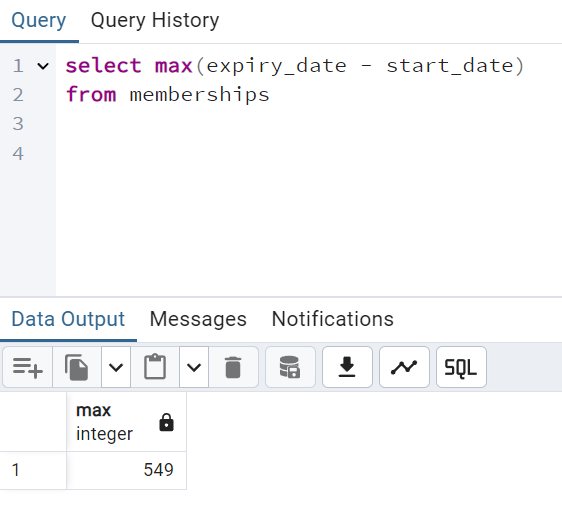 Query Query History
1 select max(expiry_date - start_date)
2 from memberships
3
4
Data Output Messages Notifications
SQL
max
integer
1 549